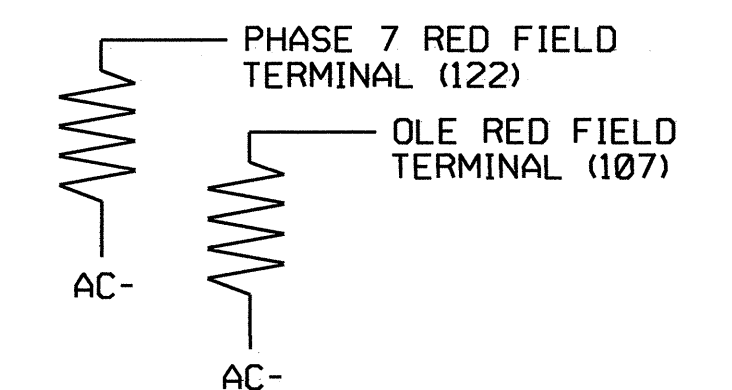 PHASE 7 RED FIELD
TERMINAL (122)
OLE RED FIELD
TERMINAL (107)
AC-
AC-